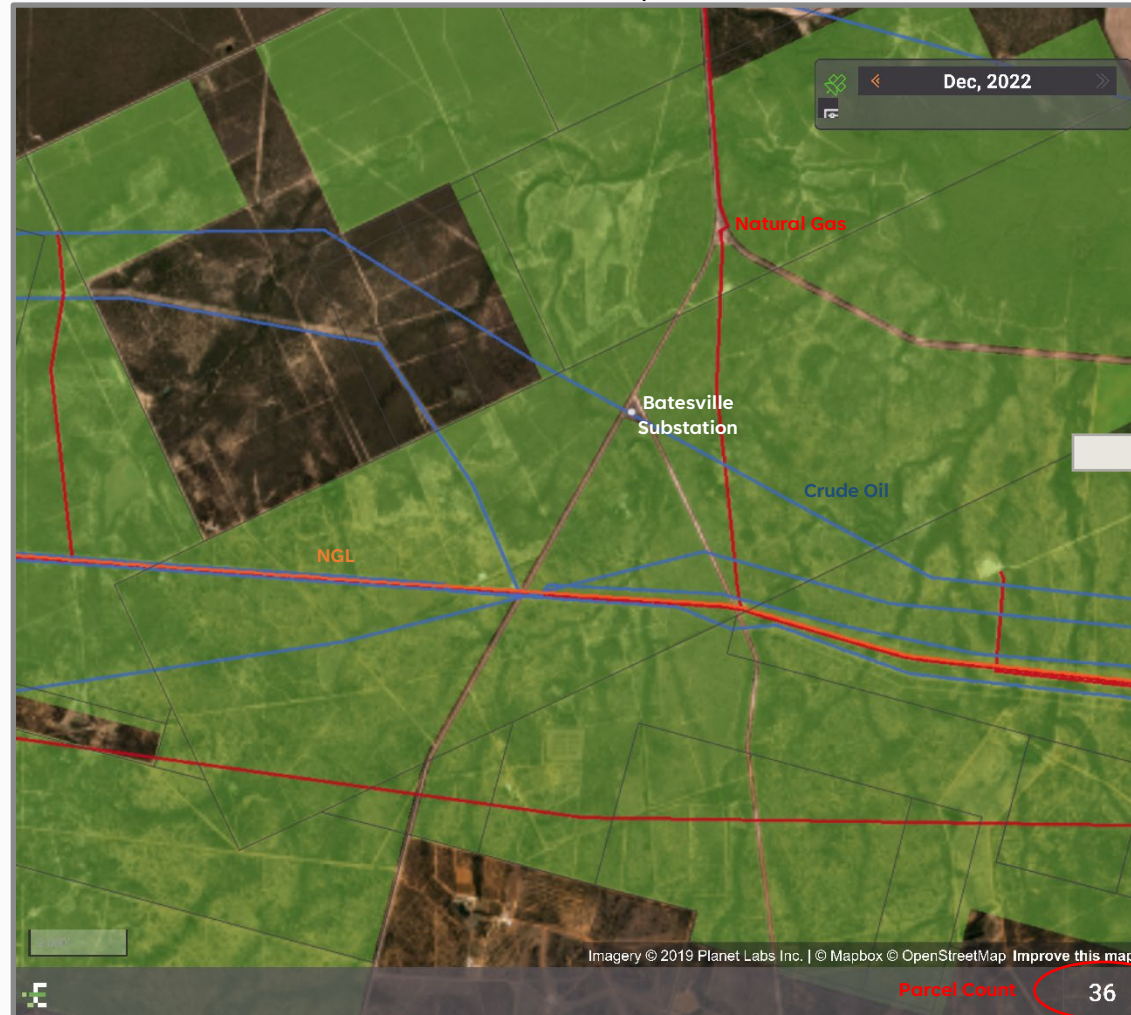 Dec, 2022
Natural Gas
Batesville
Substation
Crude Oil
NGL
Imagery © 2019 Planet Labs Inc. | © Mapbox © OpenStreetMap Improve this map
Parcel Count
36